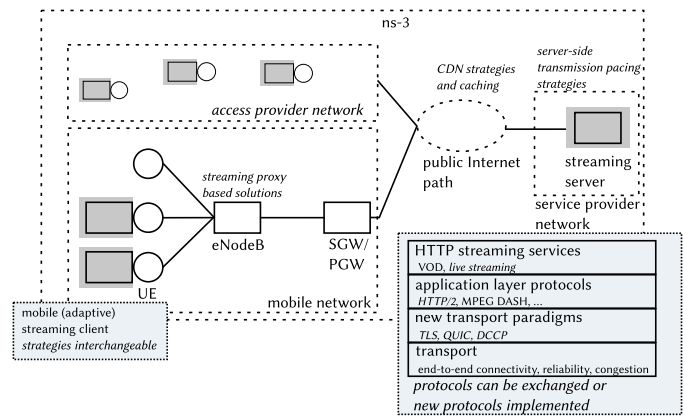 ns-3
access provider network
CDN strategies
and caching
server-side
transmission pacing
strategies
public Internet
path
streaming
server
service provider
network
streaming proxy
based solutions
eNodeB
SGW/
PGW
UE
mobile network
mobile (adaptive)
streaming client
strategies interchangeable
HTTP streaming services
VOD, live streaming
application layer protocols
HTTP/2, MPEG DASH, ...
new transport paradigms
TLS, QUIC, DCCP
transport
end-to-end connectivity, reliability, congestion
protocols can be exchanged or
new protocols implemented